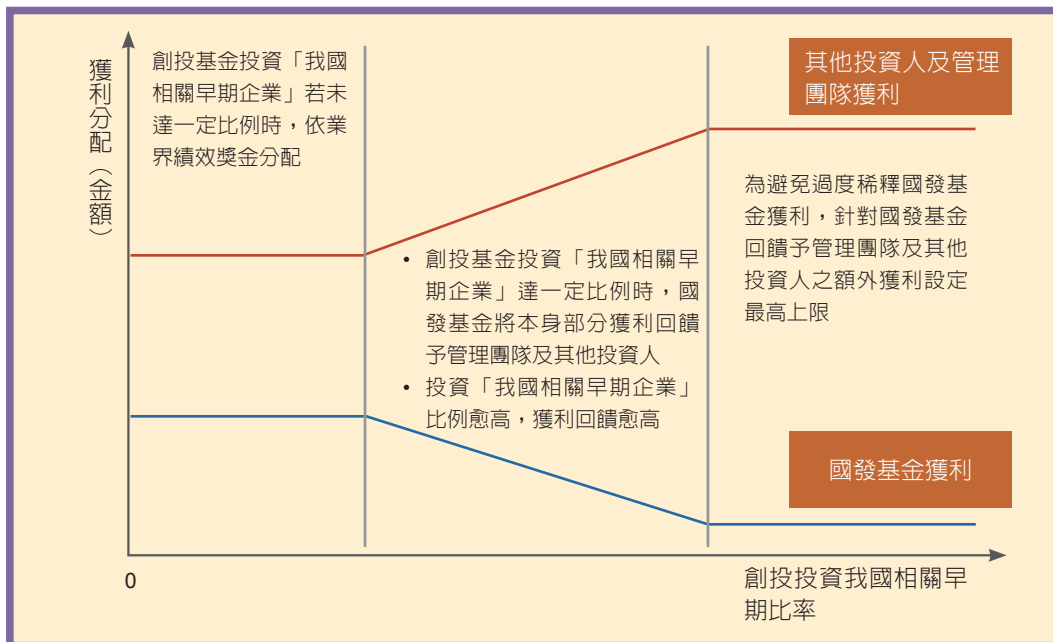 獲利分配（金額）
創投基金投資「我國
相關早期企業」若未
達一定比例時，依業
界績效獎金分配
• 創投基金投資「我國相關早
期企業」達一定比例時，國
發基金將本身部分獲利回饋
予管理團隊及其他投資人
• 投資「我國相關早期企業」
比例愈高，獲利回饋愈高
其他投資人及管理
團隊獲利
為避免過度稀釋國發基
金獲利，針對國發基金
回饋予管理團隊及其他
投資人之額外獲利設定
最高上限
國發基金獲利
0
創投投資我國相關早
期比率